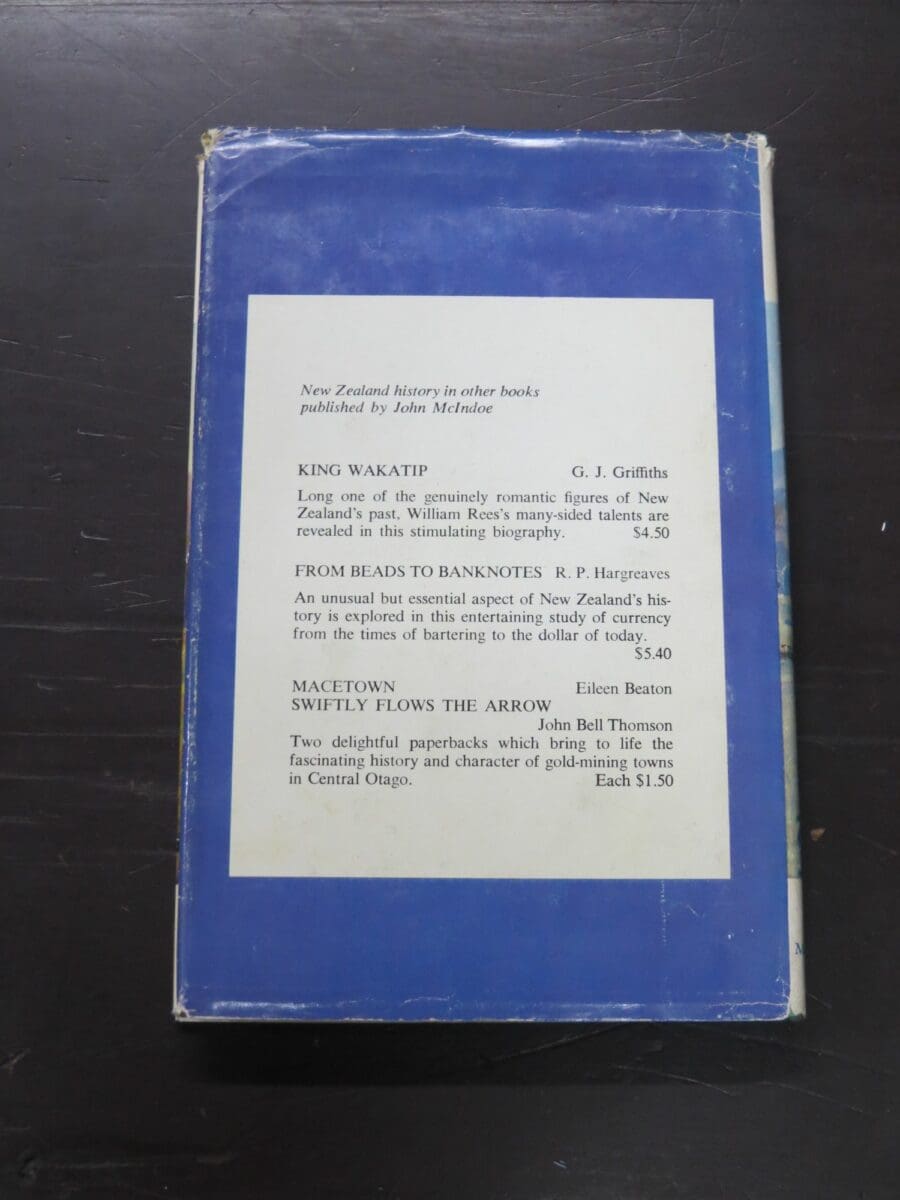 New Zealand history in other books
published by John McIndoe
KING WAKATIP G. J. Griffiths
Long one of the genuinely romantic figures of New
Zealand's past, William Rees's many-sided talents are
revealed in this stimulating biography. $4.50
FROM BEADS TO BANKNOTES R. P. Hargreaves
An unusual but essential aspect of New Zealand's his-
tory is explored in this entertaining study of currency
from the times of bartering to the dollar of today.
$5.40
MACETOWN Eileen Beaton
SWIFTLY FLOWS THE ARROW
John Bell Thomson
Two delightful paperbacks which bring to life the
fascinating history and character of gold-mining towns
in Central Otago. Each $1.50